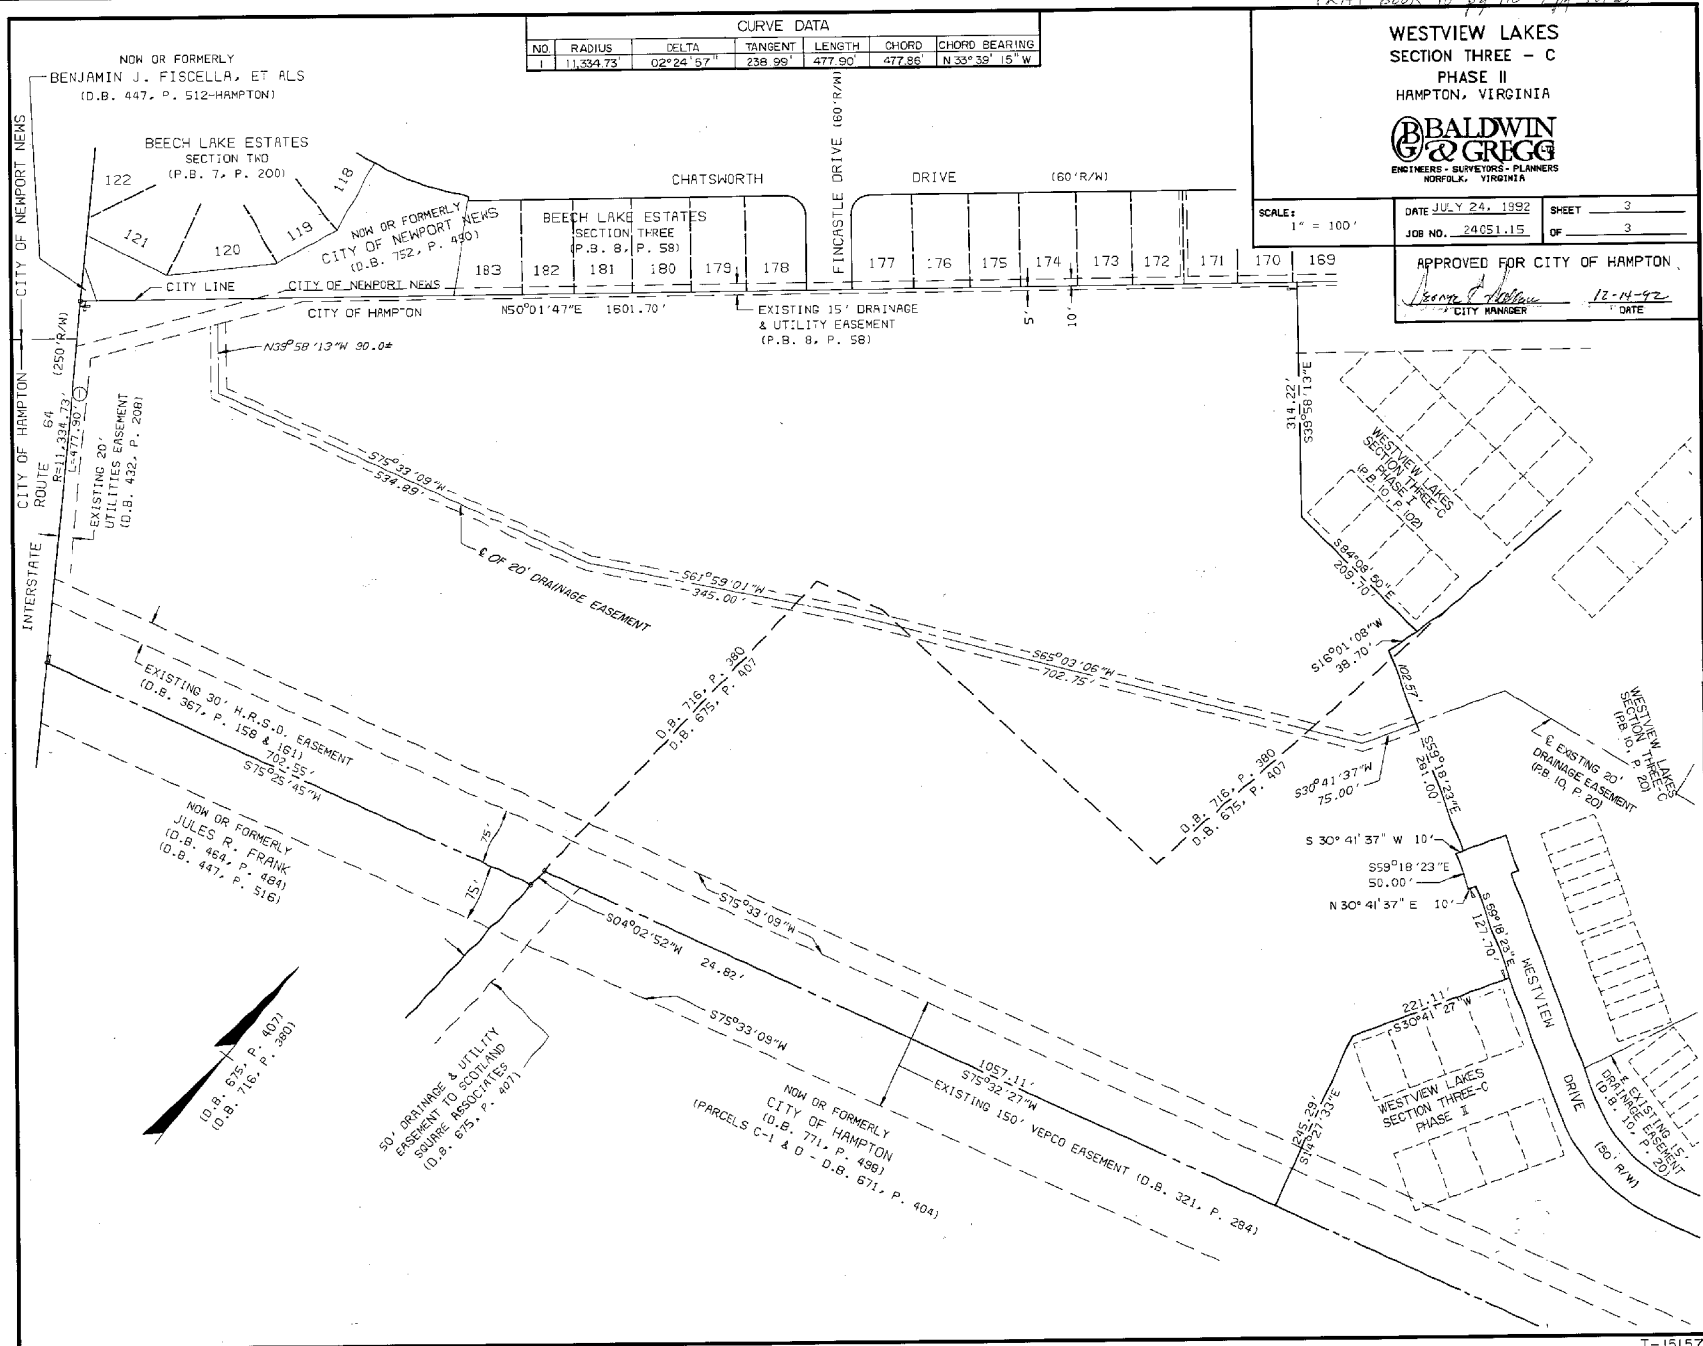 CURVE DATA
NO. RADIUS DELTA TANGENT LENGTH CHORD CHORD BEARING
1 11,334.73' 02°24'57" 238.99' 477.90' 477.86' N 33°39'15" W
WESTVIEW LAKES
SECTION THREE - C
PHASE II
HAMPTON, VIRGINIA
BG BALDWIN
& GREGG LTD
ENGINEERS - SURVEYORS - PLANNERS
NORFOLK, VIRGINIA
SCALE:
1" = 100'
DATE JULY 24, 1992
JOB NO. 24051.15
SHEET 3
OF 3
APPROVED FOR CITY OF HAMPTON
12-14-92
CITY MANAGER DATE
NOW OR FORMERLY
BENJAMIN J. FISCELLA, ET ALS
(D.B. 447, P. 512-HAMPTON)
BEECH LAKE ESTATES
SECTION TWO
(P.B. 7, P. 200)
122
121
120
119
118
NOW OR FORMERLY
CITY OF NEWPORT NEWS
(D.B. 752, P. 490)
CHATSWORTH DRIVE (60'R/W)
FINCASTLE DRIVE (60'R/W)
BEECH LAKE ESTATES
SECTION THREE
(P.B. 8, P. 58)
183 182 181 180 179 178 177 176 175 174 173 172 171 170 169
CITY LINE
CITY OF NEWPORT NEWS
CITY OF HAMPTON
N50°01'47"E 1601.70'
EXISTING 15' DRAINAGE
& UTILITY EASEMENT
(P.B. 8, P. 58)
5'
10'
CITY OF NEWPORT NEWS
CITY OF HAMPTON
INTERSTATE ROUTE 64
(250'R/W)
R=11,334.73'
L=477.90'
1
EXISTING 20'
UTILITIES EASEMENT
(D.B. 432, P. 208)
N39°58'13"W 90.0±
S75°33'09"W
534.89'
℄ OF 20' DRAINAGE EASEMENT
S61°59'01"W
345.00'
S65°03'06"W
702.75'
S30°41'37"W
75.00'
314.22'
S39°58'13"E
WESTVIEW LAKES
SECTION THREE-C
PHASE I
(P.B. 10, P. 102)
S84°08'50"E
209.70'
S16°01'08"W
38.70'
102.57'
S59°18'23"E
281.00'
℄ EXISTING 20'
DRAINAGE EASEMENT
(P.B. 10, P. 20)
WESTVIEW LAKES
SECTION THREE-C
(P.B. 10, P. 20)
S 30° 41' 37" W 10'
S59°18'23"E
50.00'
N 30° 41' 37" E 10'
S 59°18'23"E
127.70'
221.11'
S30°41'27"W
WESTVIEW DRIVE (50' R/W)
WESTVIEW LAKES
SECTION THREE-C
PHASE I
245.29'
S14°27'33"E
℄ EXISTING 15'
DRAINAGE EASEMENT
(D.B. 10, P. 20)
D.B. 716, P. 380
D.B. 675, P. 407
D.B. 716, P. 380
D.B. 675, P. 407
EXISTING 30' H.R.S.D. EASEMENT
(D.B. 367, P. 158 & 161)
702.55'
S75°25'45"W
NOW OR FORMERLY
JULES R. FRANK
(D.B. 464, P. 484)
(D.B. 447, P. 516)
75'
75'
S04°02'52"W 24.82'
S75°33'09"W
S75°33'09"W
1057.11'
S75°32'27"W
EXISTING 150' VEPCO EASEMENT (D.B. 321, P. 284)
NOW OR FORMERLY
CITY OF HAMPTON
(D.B. 771, P. 498)
(PARCELS C-1 & D - D.B. 671, P. 404)
50' DRAINAGE & UTILITY
EASEMENT TO SCOTLAND
SQUARE ASSOCIATES
(D.B. 675, P. 407)
(D.B. 675, P. 407)
(D.B. 716, P. 380)
T-15157